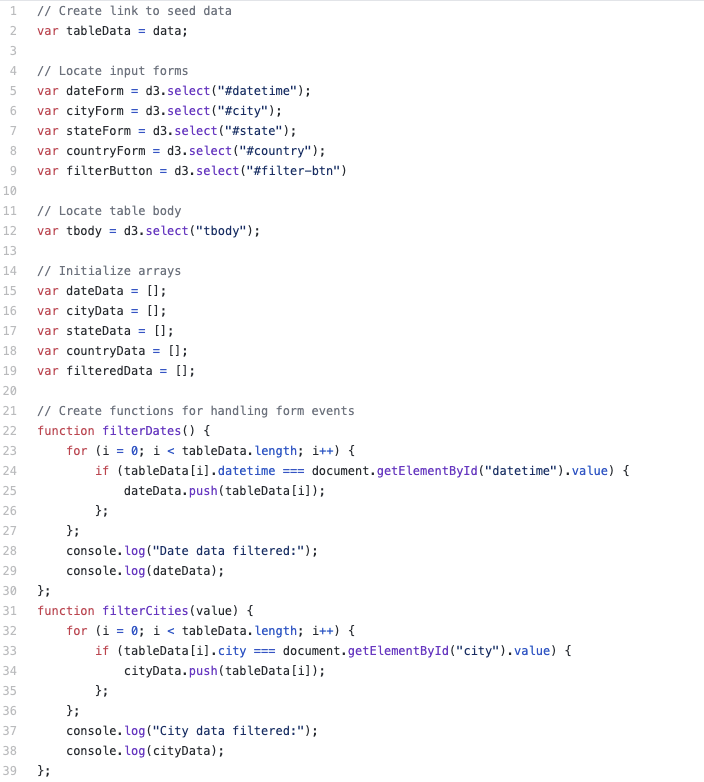 1 // Create link to seed data
2 var tableData = data;
3
4 // Locate input forms
5 var dateForm = d3.select("#datetime");
6 var cityForm = d3.select("#city");
7 var stateForm = d3.select("#state");
8 var countryForm = d3.select("#country");
9 var filterButton = d3.select("#filter-btn")
10
11 // Locate table body
12 var tbody = d3.select("tbody");
13
14 // Initialize arrays
15 var dateData = [];
16 var cityData = [];
17 var stateData = [];
18 var countryData = [];
19 var filteredData = [];
20
21 // Create functions for handling form events
22 function filterDates() {
23     for (i = 0; i < tableData.length; i++) {
24         if (tableData[i].datetime === document.getElementById("datetime").value) {
25             dateData.push(tableData[i]);
26         };
27     };
28     console.log("Date data filtered:");
29     console.log(dateData);
30 };
31 function filterCities(value) {
32     for (i = 0; i < tableData.length; i++) {
33         if (tableData[i].city === document.getElementById("city").value) {
34             cityData.push(tableData[i]);
35         };
36     };
37     console.log("City data filtered:");
38     console.log(cityData);
39 };